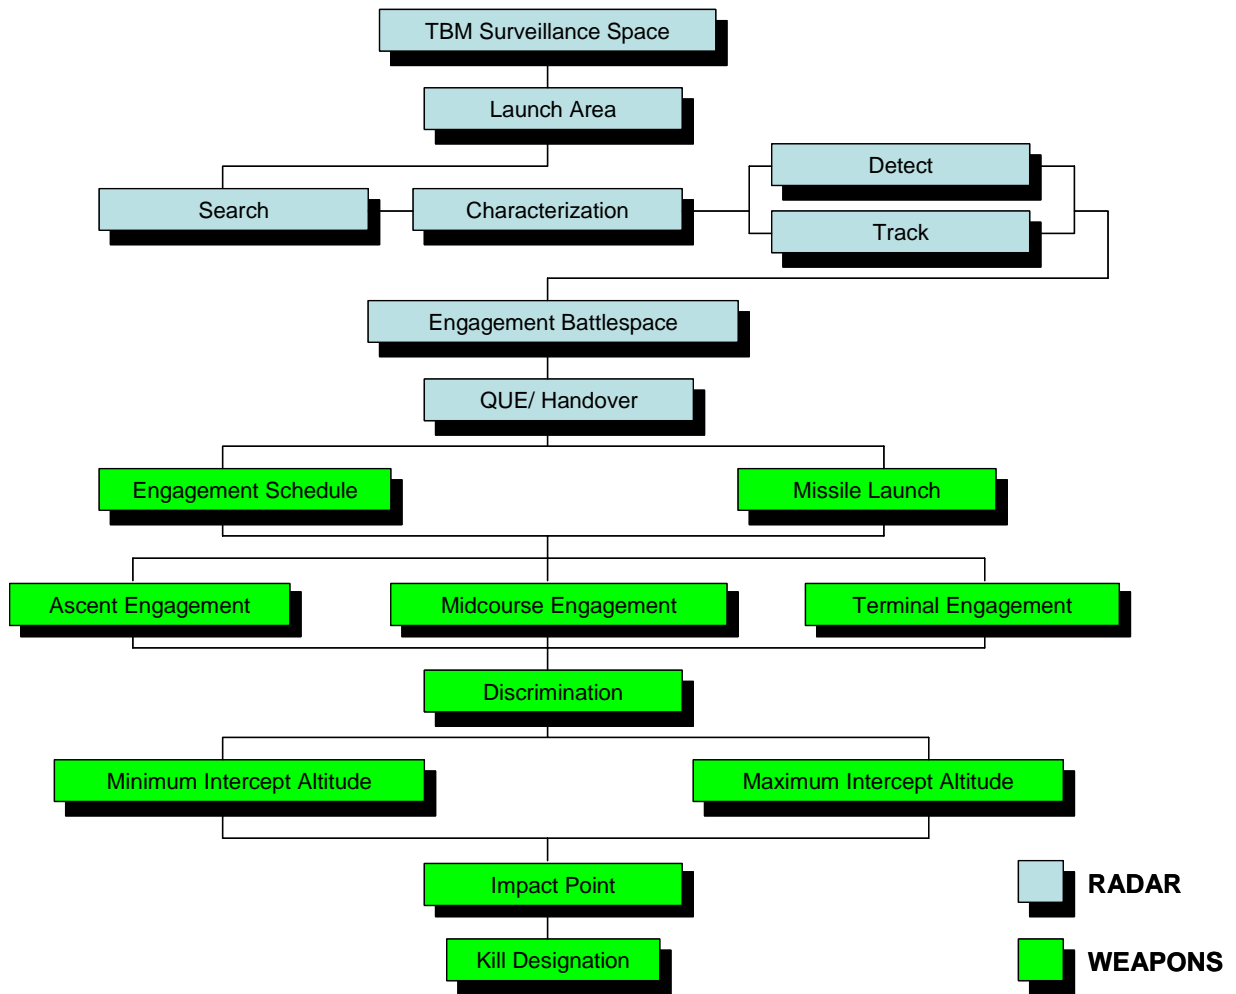 TBM Surveillance Space
Launch Area
Detect
Search
Characterization
Track
Engagement Battlespace
QUE/ Handover
Engagement Schedule
Missile Launch
Ascent Engagement
Midcourse Engagement
Terminal Engagement
Discrimination
Minimum Intercept Altitude
Maximum Intercept Altitude
Impact Point
RADAR
Kill Designation
WEAPONS